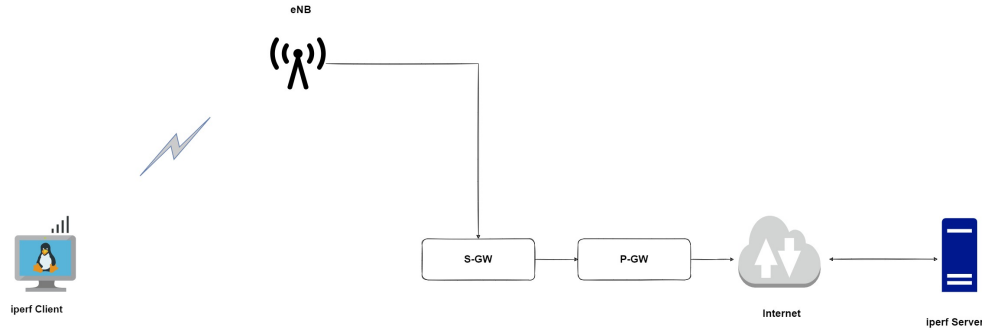 eNB
S-GW
P-GW
iperf Client
Internet
iperf Server